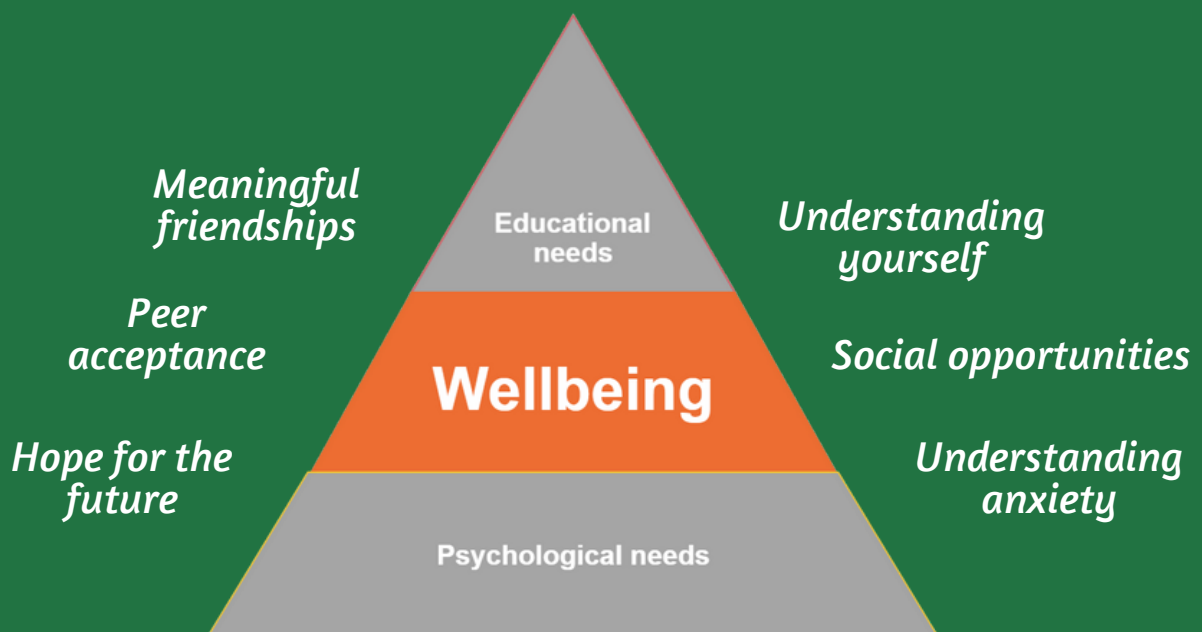 Meaningful
friendships
Peer
acceptance
Hope for the
future
Educational
needs
Wellbeing
Psychological needs
Understanding
yourself
Social opportunities
Understanding
anxiety